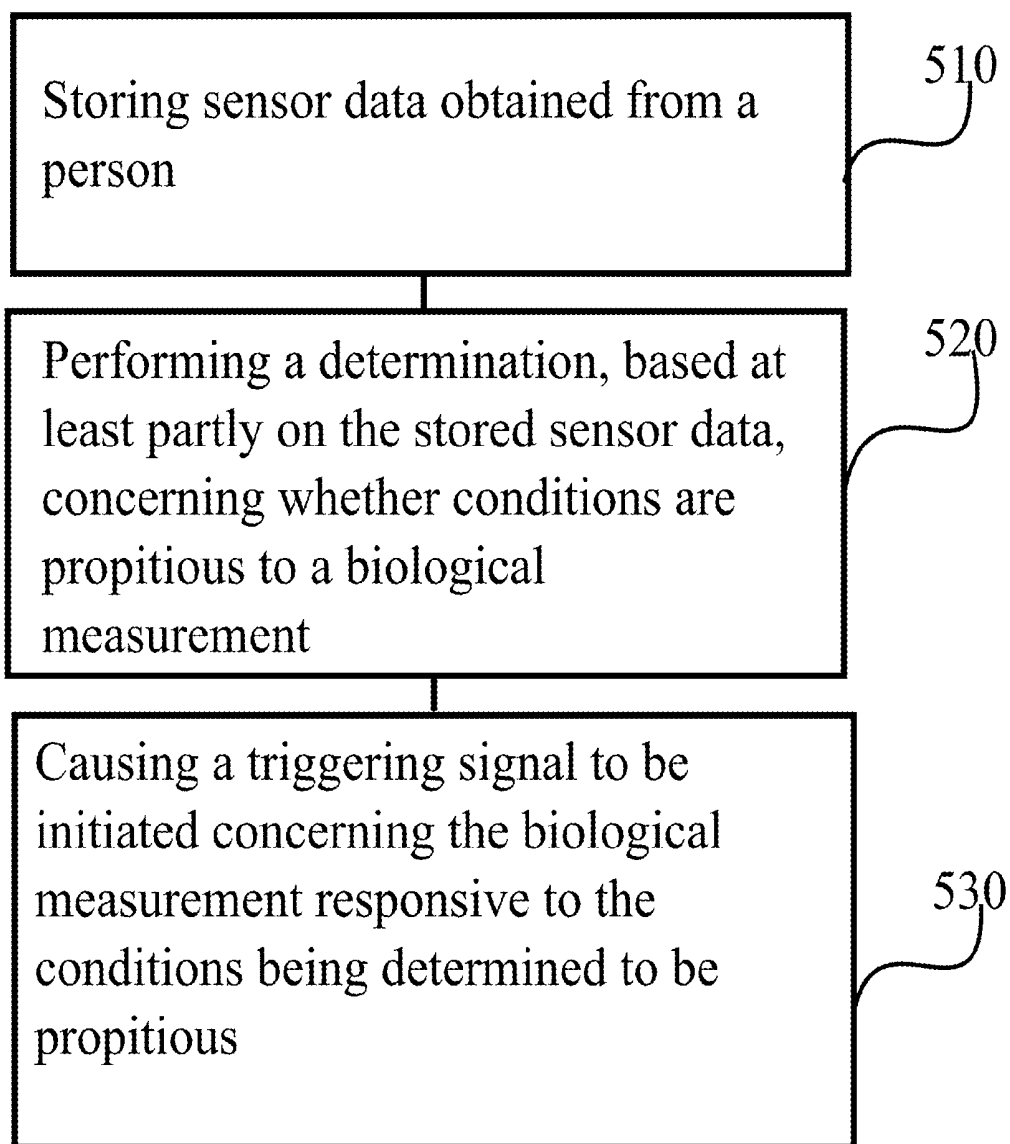 Storing sensor data obtained from a
person
510
Performing a determination, based at
least partly on the stored sensor data,
concerning whether conditions are
propitious to a biological
measurement
520
Causing a triggering signal to be
initiated concerning the biological
measurement responsive to the
conditions being determined to be
propitious
530